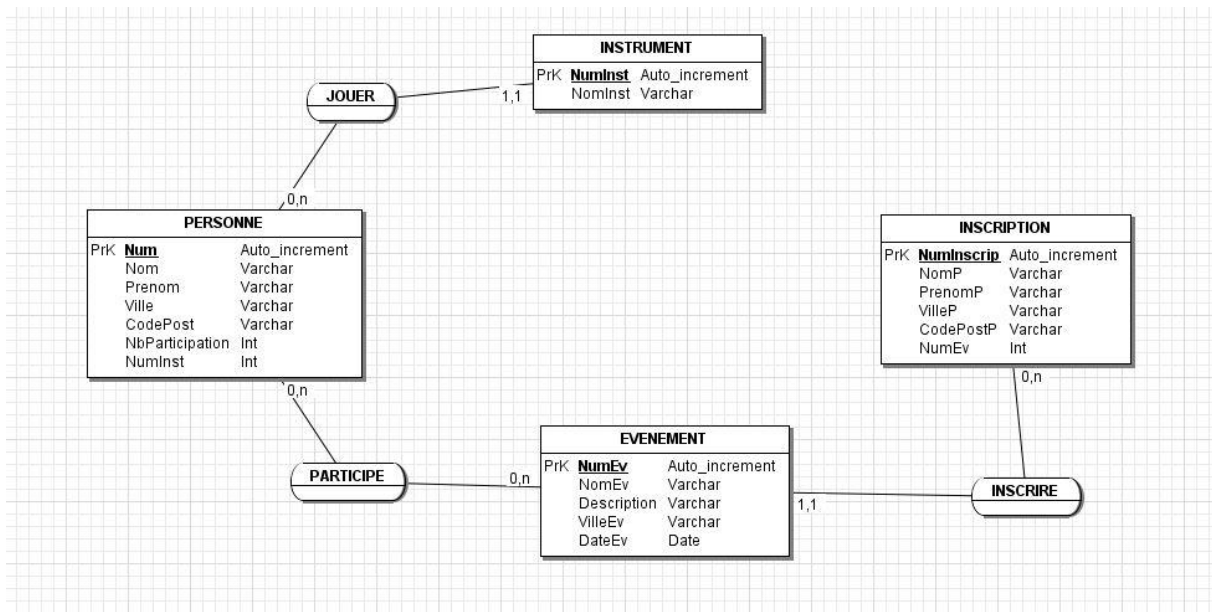 INSTRUMENT
PrK NumInst Auto_increment
NomInst Varchar
JOUER
1,1
0,n
PERSONNE
PrK Num Auto_increment
Nom Varchar
Prenom Varchar
Ville Varchar
CodePost Varchar
NbParticipation Int
NumInst Int
0,n
INSCRIPTION
PrK NumInscrip Auto_increment
NomP Varchar
PrenomP Varchar
VilleP Varchar
CodePostP Varchar
NumEv Int
0,n
PARTICIPE
0,n
EVENEMENT
PrK NumEv Auto_increment
NomEv Varchar
Description Varchar
VilleEv Varchar
DateEv Date
1,1
INSCRIRE